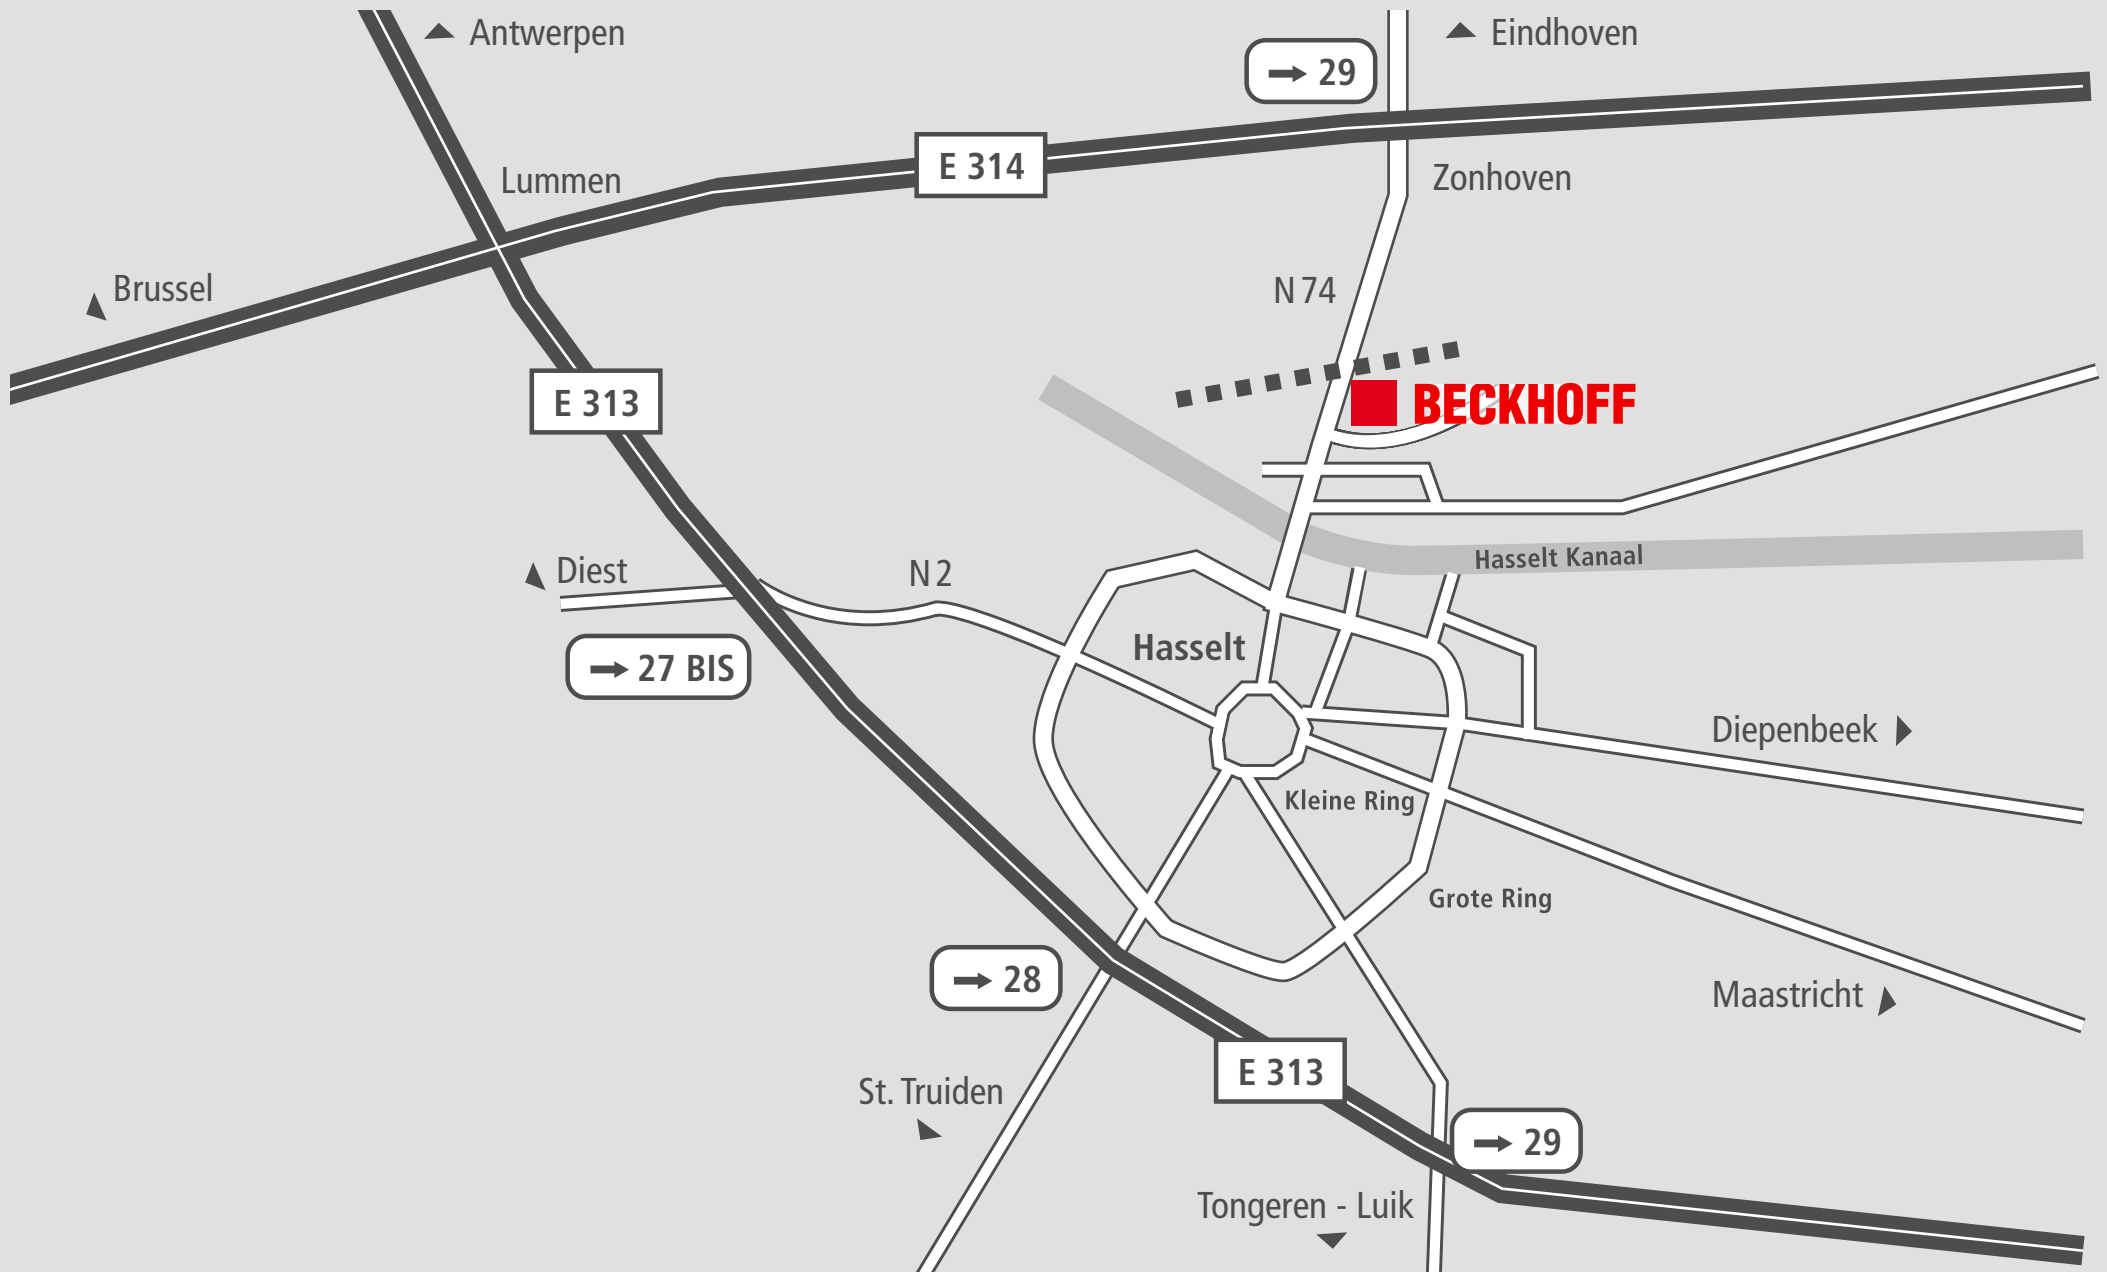 Antwerpen
Eindhoven
29
E 314
Lummen
Zonhoven
Brussel
N 74
E 313
BECKHOFF
Hasselt Kanaal
Diest
N 2
27 BIS
Hasselt
Diepenbeek
Kleine Ring
Grote Ring
28
Maastricht
E 313
St. Truiden
29
Tongeren - Luik